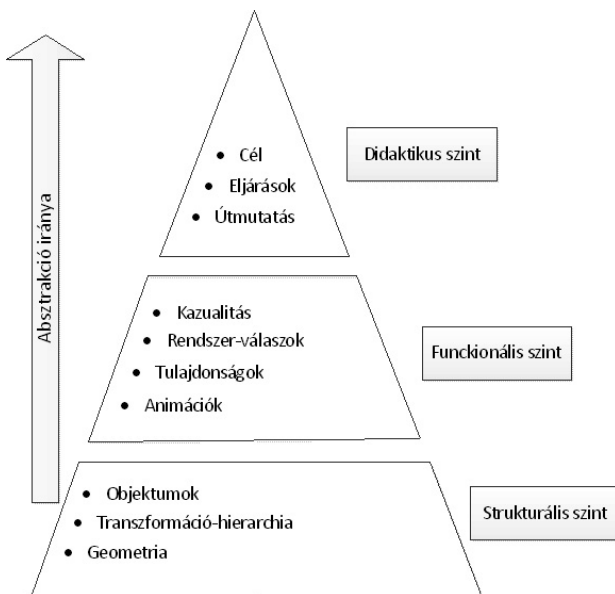 Absztrakció iránya
• Cél
• Eljárások
• Útmutatás
Didaktikus szint
• Kazualitás
• Rendszer-válaszok
• Tulajdonságok
• Animációk
Funckionális szint
• Objektumok
• Transzformáció-hierarchia
• Geometria
Strukturális szint